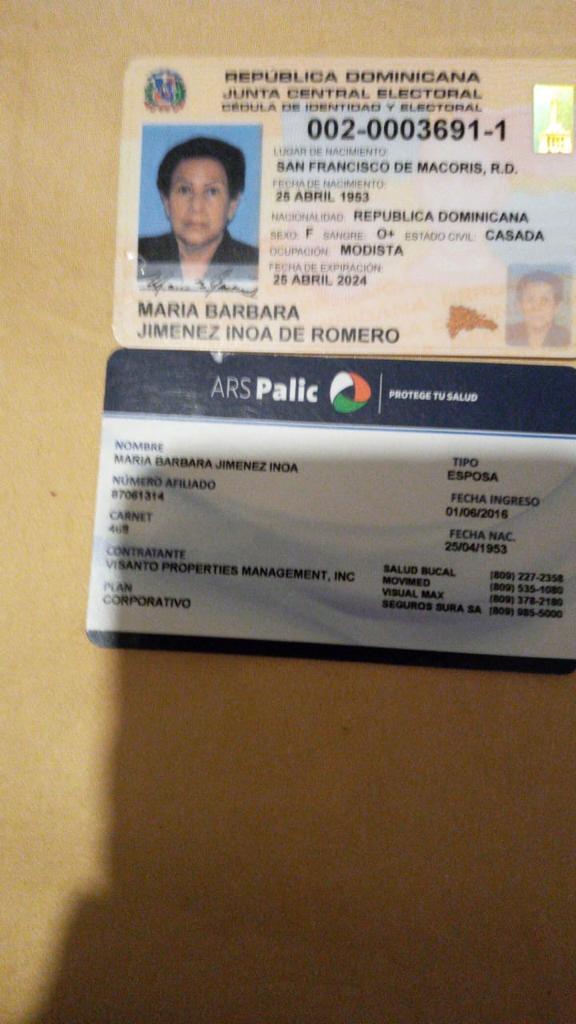 REPÚBLICA DOMINICANA
JUNTA CENTRAL ELECTORAL
CÉDULA DE IDENTIDAD Y ELECTORAL
002-0003691-1
LUGAR DE NACIMIENTO:
SAN FRANCISCO DE MACORIS, R.D.
FECHA DE NACIMIENTO:
25 ABRIL 1953
NACIONALIDAD: REPUBLICA DOMINICANA
SEXO: F SANGRE: O+ ESTADO CIVIL: CASADA
OCUPACIÓN: MODISTA
FECHA DE EXPIRACIÓN:
25 ABRIL 2024
MARIA BARBARA
JIMENEZ INOA DE ROMERO
ARS Palic PROTEGE TU SALUD
NOMBRE
MARIA BARBARA JIMENEZ INOA
NÚMERO AFILIADO
87061314
CARNET
468
CONTRATANTE
VISANTO PROPERTIES MANAGEMENT, INC
PLAN
CORPORATIVO
TIPO
ESPOSA
FECHA INGRESO
01/06/2016
FECHA NAC.
25/04/1953
SALUD BUCAL (809) 227-2358
MOVIMED (809) 535-1080
VISUAL MAX (809) 378-2180
SEGUROS SURA SA (809) 985-5000